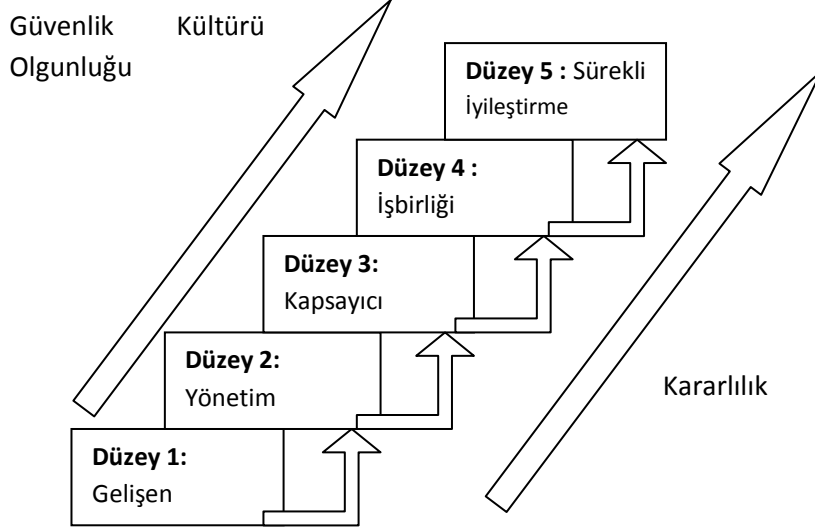 Güvenlik Kültürü
Olgunluğu
Düzey 5 : Sürekli
İyileştirme
Düzey 4 :
İşbirliği
Düzey 3:
Kapsayıcı
Düzey 2:
Yönetim
Kararlılık
Düzey 1:
Gelişen